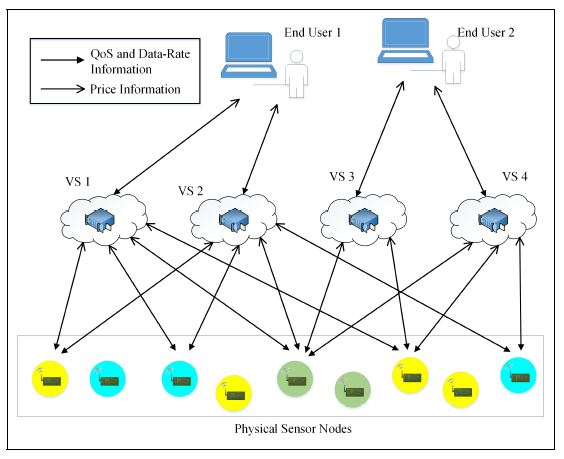 End User 1
End User 2
QoS and Data-Rate
Information
Price Information
VS 1
VS 2
VS 3
VS 4
Physical Sensor Nodes